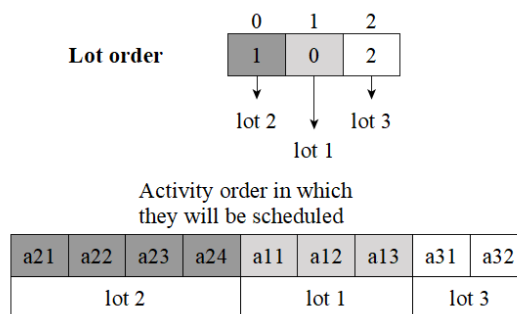 0 1 2
Lot order 1 0 2
lot 2 lot 3
lot 1
Activity order in which
they will be scheduled
a21 a22 a23 a24 a11 a12 a13 a31 a32
lot 2 lot 1 lot 3